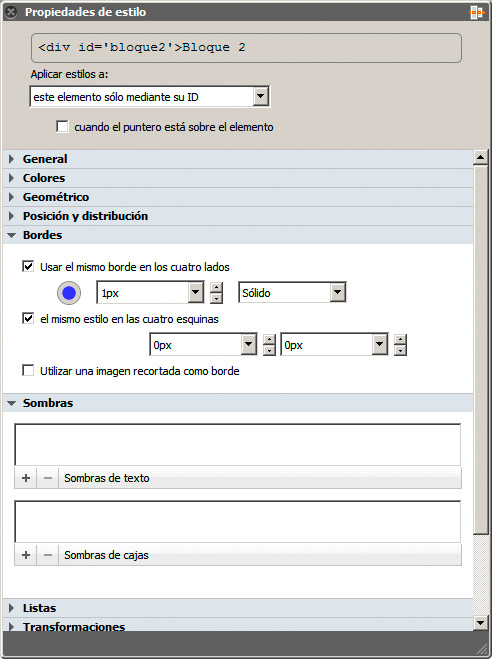 Propiedades de estilo
<div id='bloque2'>Bloque 2
Aplicar estilos a:
este elemento sólo mediante su ID
cuando el puntero está sobre el elemento
General
Colores
Geométrico
Posición y distribución
Bordes
Usar el mismo borde en los cuatro lados
1px Sólido
el mismo estilo en las cuatro esquinas
0px 0px
Utilizar una imagen recortada como borde
Sombras
+ − Sombras de texto
+ − Sombras de cajas
Listas
Transformaciones